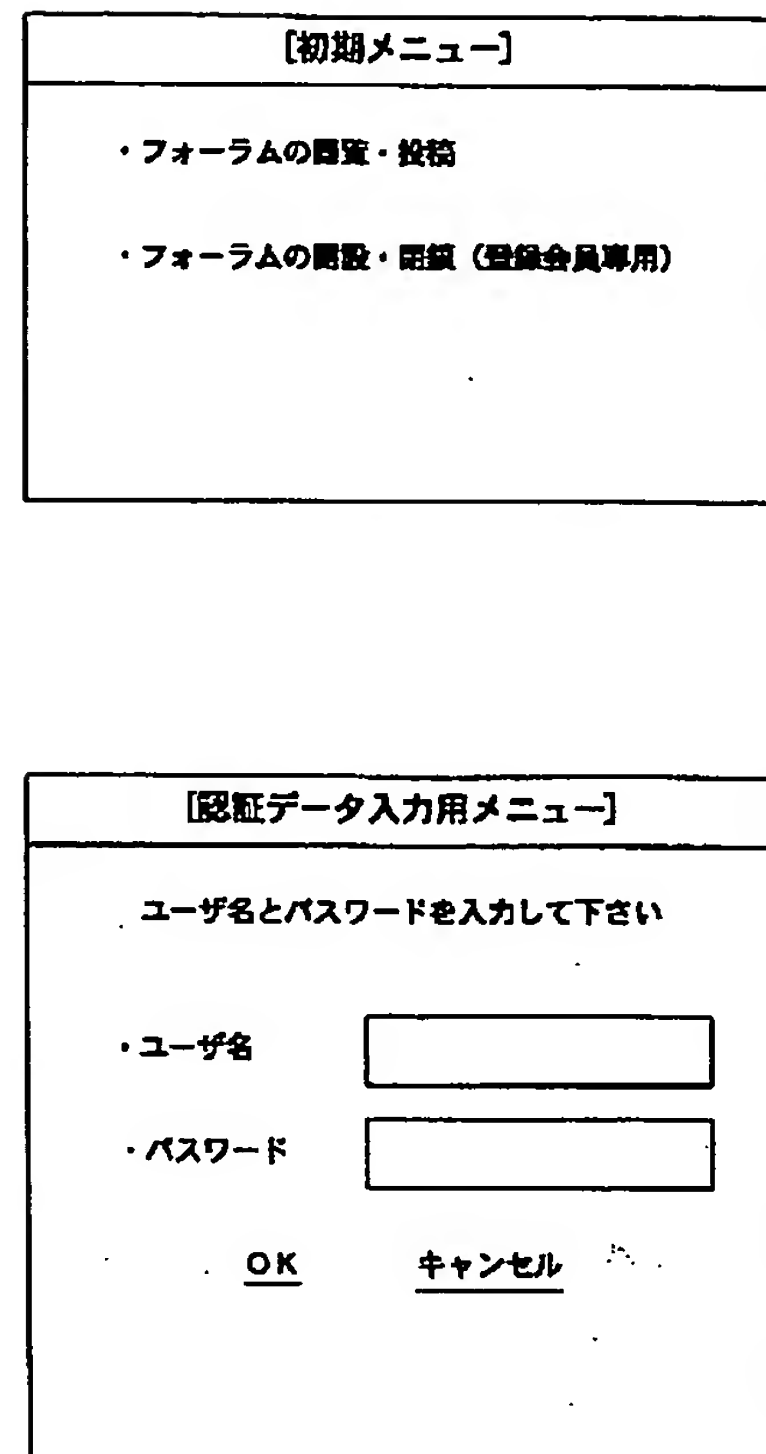 [初期メニュー]
・フォーラムの閲覧・投稿
・フォーラムの開設・閉鎖（登録会員専用）
[認証データ入力用メニュー]
ユーザ名とパスワードを入力して下さい
・ユーザ名
・パスワード
OK キャンセル